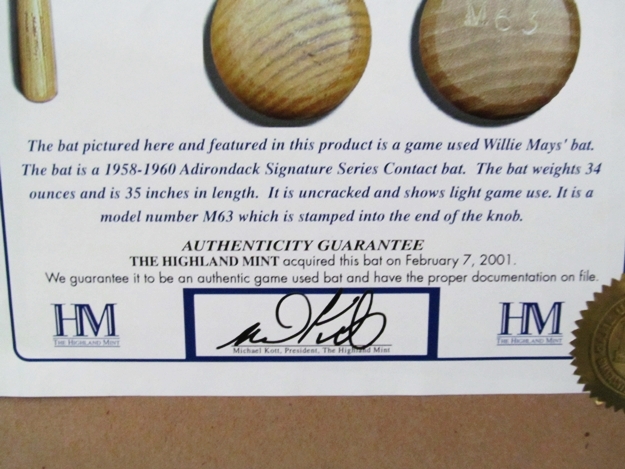 M63
The bat pictured here and featured in this product is a game used Willie Mays' bat.
The bat is a 1958-1960 Adirondack Signature Series Contact bat. The bat weights 34
ounces and is 35 inches in length. It is uncracked and shows light game use. It is a
model number M63 which is stamped into the end of the knob.
AUTHENTICITY GUARANTEE
THE HIGHLAND MINT acquired this bat on February 7, 2001.
We guarantee it to be an authentic game used bat and have the proper documentation on file.
HM
THE HIGHLAND MINT
Michael Kott, President, The Highland Mint
HM
THE HIGHLAND MINT